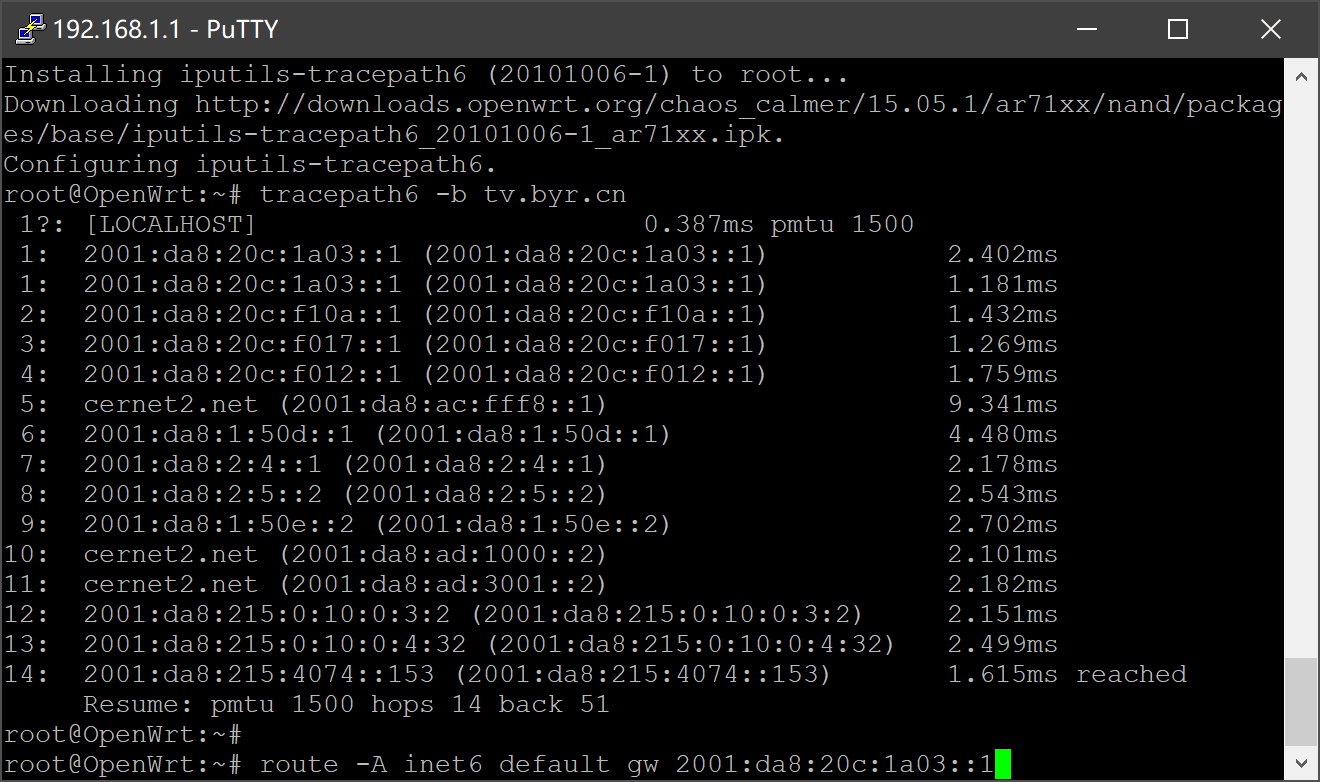 192.168.1.1 - PuTTY
Installing iputils-tracepath6 (20101006-1) to root...
Downloading http://downloads.openwrt.org/chaos_calmer/15.05.1/ar71xx/nand/packag
es/base/iputils-tracepath6_20101006-1_ar71xx.ipk.
Configuring iputils-tracepath6.
root@OpenWrt:~# tracepath6 -b tv.byr.cn
 1?: [LOCALHOST]                        0.387ms pmtu 1500
 1:  2001:da8:20c:1a03::1 (2001:da8:20c:1a03::1)           2.402ms
 1:  2001:da8:20c:1a03::1 (2001:da8:20c:1a03::1)           1.181ms
 2:  2001:da8:20c:f10a::1 (2001:da8:20c:f10a::1)           1.432ms
 3:  2001:da8:20c:f017::1 (2001:da8:20c:f017::1)           1.269ms
 4:  2001:da8:20c:f012::1 (2001:da8:20c:f012::1)           1.759ms
 5:  cernet2.net (2001:da8:ac:fff8::1)                     9.341ms
 6:  2001:da8:1:50d::1 (2001:da8:1:50d::1)                 4.480ms
 7:  2001:da8:2:4::1 (2001:da8:2:4::1)                     2.178ms
 8:  2001:da8:2:5::2 (2001:da8:2:5::2)                     2.543ms
 9:  2001:da8:1:50e::2 (2001:da8:1:50e::2)                 2.702ms
10:  cernet2.net (2001:da8:ad:1000::2)                     2.101ms
11:  cernet2.net (2001:da8:ad:3001::2)                     2.182ms
12:  2001:da8:215:0:10:0:3:2 (2001:da8:215:0:10:0:3:2)     2.151ms
13:  2001:da8:215:0:10:0:4:32 (2001:da8:215:0:10:0:4:32)   2.499ms
14:  2001:da8:215:4074::153 (2001:da8:215:4074::153)       1.615ms reached
     Resume: pmtu 1500 hops 14 back 51
root@OpenWrt:~#
root@OpenWrt:~# route -A inet6 default gw 2001:da8:20c:1a03::1